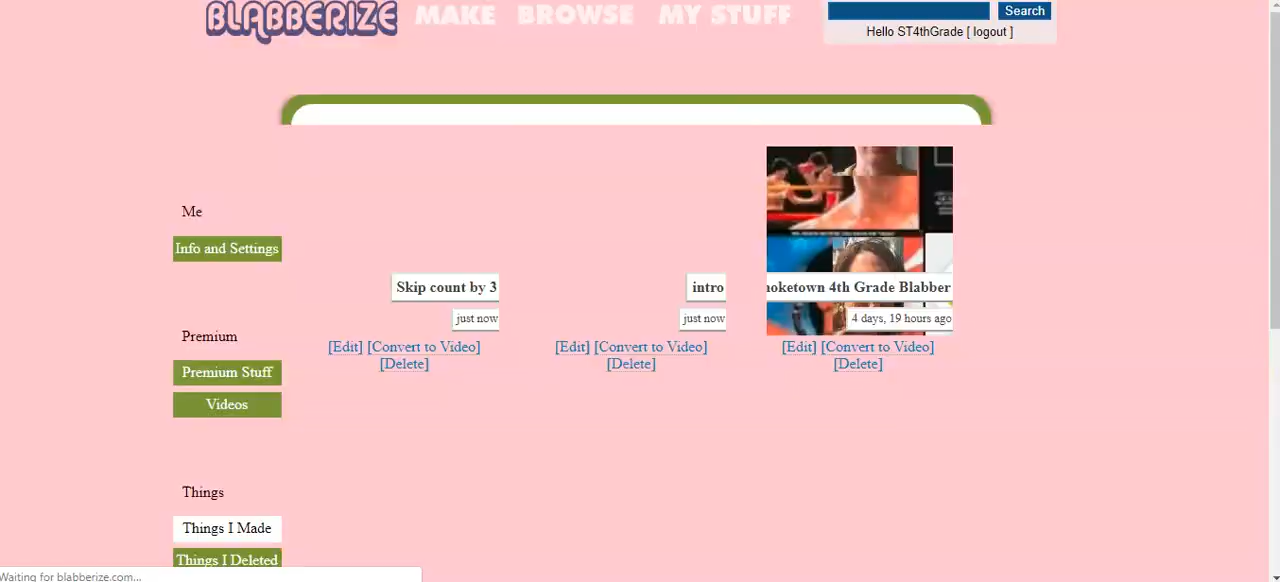 BLABBERIZE MAKE BROWSE MY STUFF
Search
Hello ST4thGrade [ logout ]
Me
Info and Settings
Premium
Premium Stuff
Videos
Things
Things I Made
Things I Deleted
Skip count by 3
just now
[Edit] [Convert to Video]
[Delete]
intro
just now
[Edit] [Convert to Video]
[Delete]
oketown 4th Grade Blabber
4 days, 19 hours ago
[Edit] [Convert to Video]
[Delete]
Waiting for blabberize.com...